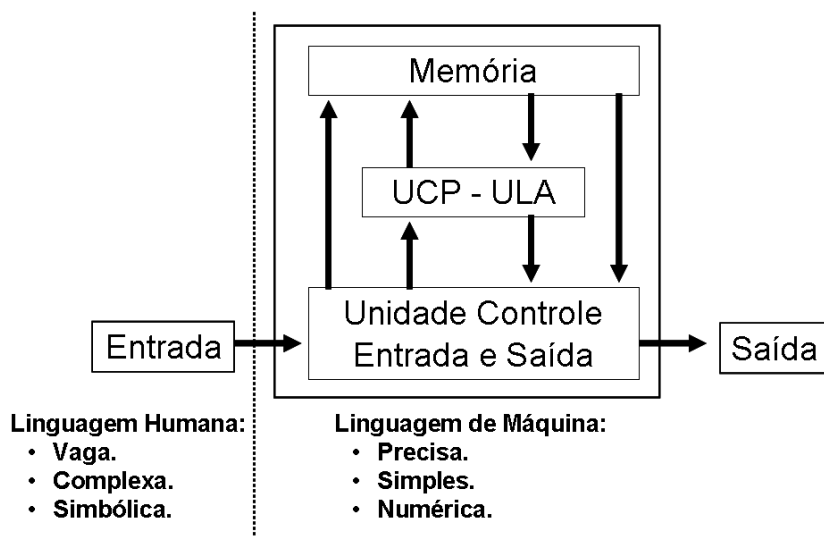 Memória
UCP - ULA
Unidade Controle
Entrada e Saída
Entrada
Saída
Linguagem Humana:
• Vaga.
• Complexa.
• Simbólica.
Linguagem de Máquina:
• Precisa.
• Simples.
• Numérica.